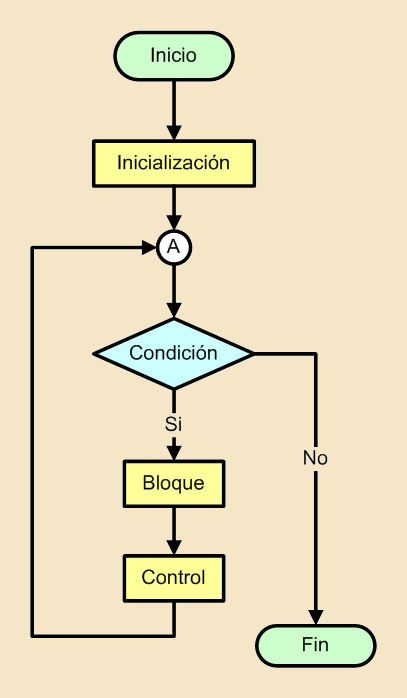 Inicio
Inicialización
A
Condición
Si
No
Bloque
Control
Fin